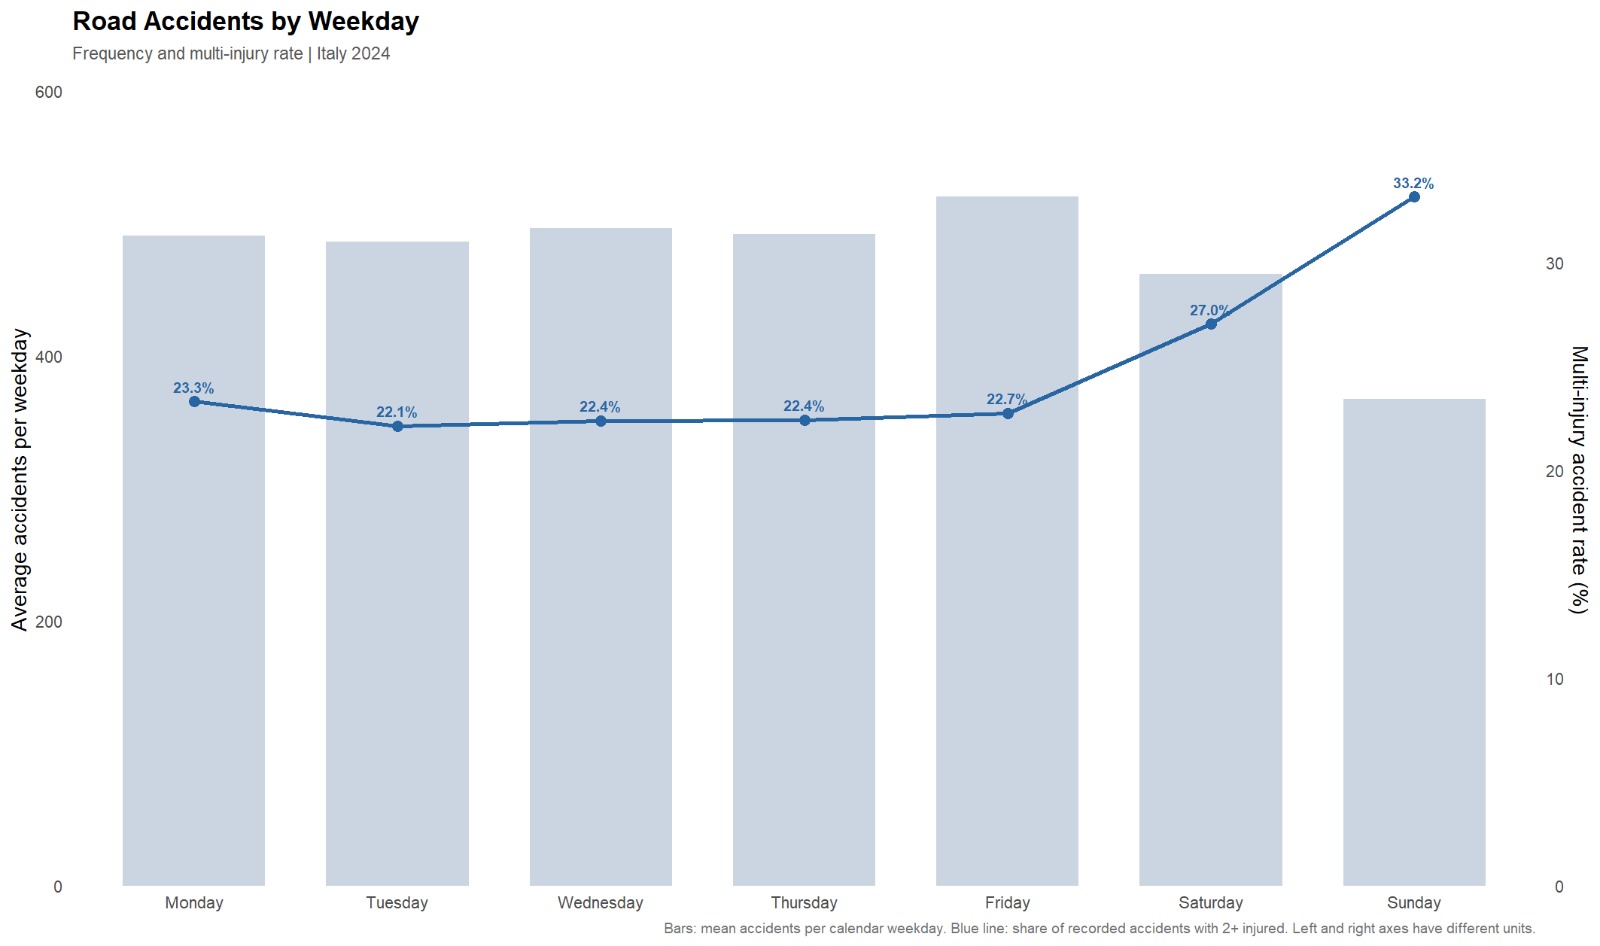 Road Accidents by Weekday
Frequency and multi-injury rate | Italy 2024
600
400
200
0
Average accidents per weekday
23.3%
22.1%
22.4%
22.4%
22.7%
27.0%
33.2%
30
20
10
0
Multi-injury accident rate (%)
Monday
Tuesday
Wednesday
Thursday
Friday
Saturday
Sunday
Bars: mean accidents per calendar weekday. Blue line: share of recorded accidents with 2+ injured. Left and right axes have different units.